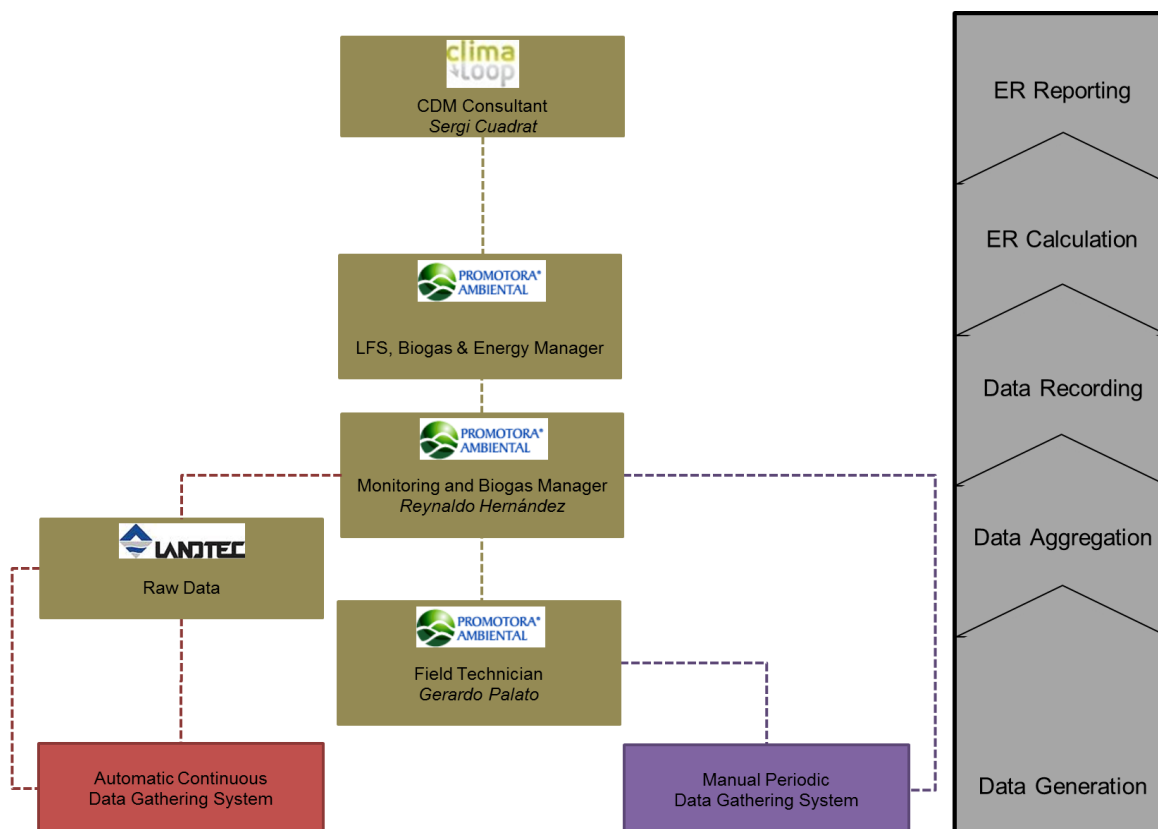 clima
Loop
CDM Consultant
Sergi Cuadrat
PROMOTORA*
AMBIENTAL
LFS, Biogas & Energy Manager
PROMOTORA*
AMBIENTAL
Monitoring and Biogas Manager
Reynaldo Hernández
LANDTEC
Raw Data
PROMOTORA*
AMBIENTAL
Field Technician
Gerardo Palato
Automatic Continuous
Data Gathering System
Manual Periodic
Data Gathering System
ER Reporting
ER Calculation
Data Recording
Data Aggregation
Data Generation